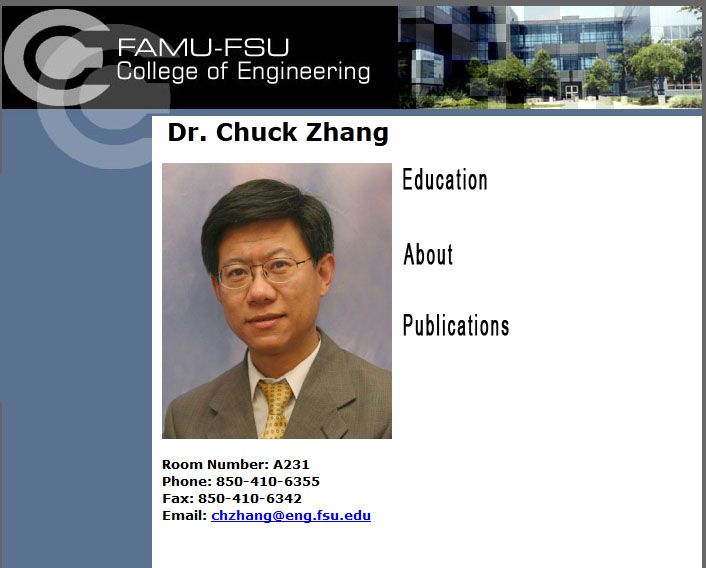 FAMU-FSU
College of Engineering
Dr. Chuck Zhang
Education
About
Publications
Room Number: A231
Phone: 850-410-6355
Fax: 850-410-6342
Email: chzhang@eng.fsu.edu